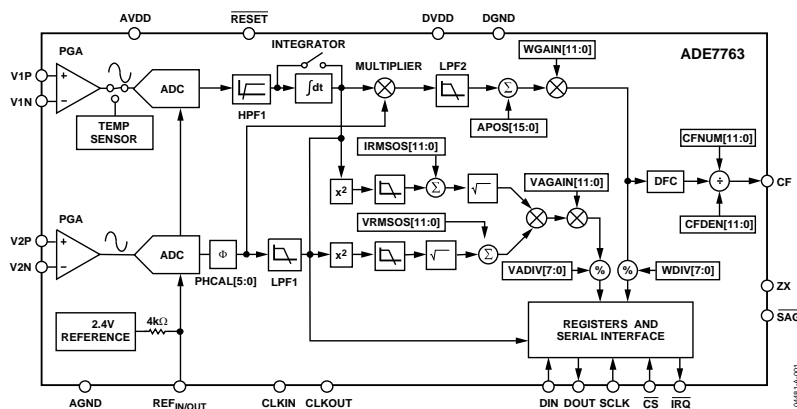 AVDD
RESET
DVDD
DGND
INTEGRATOR
WGAIN[11:0]
ADE7763
PGA
MULTIPLIER
LPF2
V1P
+
ADC
∫dt
Σ
V1N
–
HPF1
APOS[15:0]
CFNUM[11:0]
TEMP
SENSOR
IRMSOS[11:0]
VAGAIN[11:0]
DFC
÷
CF
x²
Σ
√
CFDEN[11:0]
PGA
VRMSOS[11:0]
V2P
+
ADC
Φ
x²
√
Σ
V2N
–
PHCAL[5:0]
LPF1
VADIV[7:0]
%
%
WDIV[7:0]
ZX
2.4V
REFERENCE
4kΩ
REGISTERS AND
SERIAL INTERFACE
SAG
AGND
REFIN/OUT
CLKIN
CLKOUT
DIN
DOUT
SCLK
CS
IRQ
04481-A-001